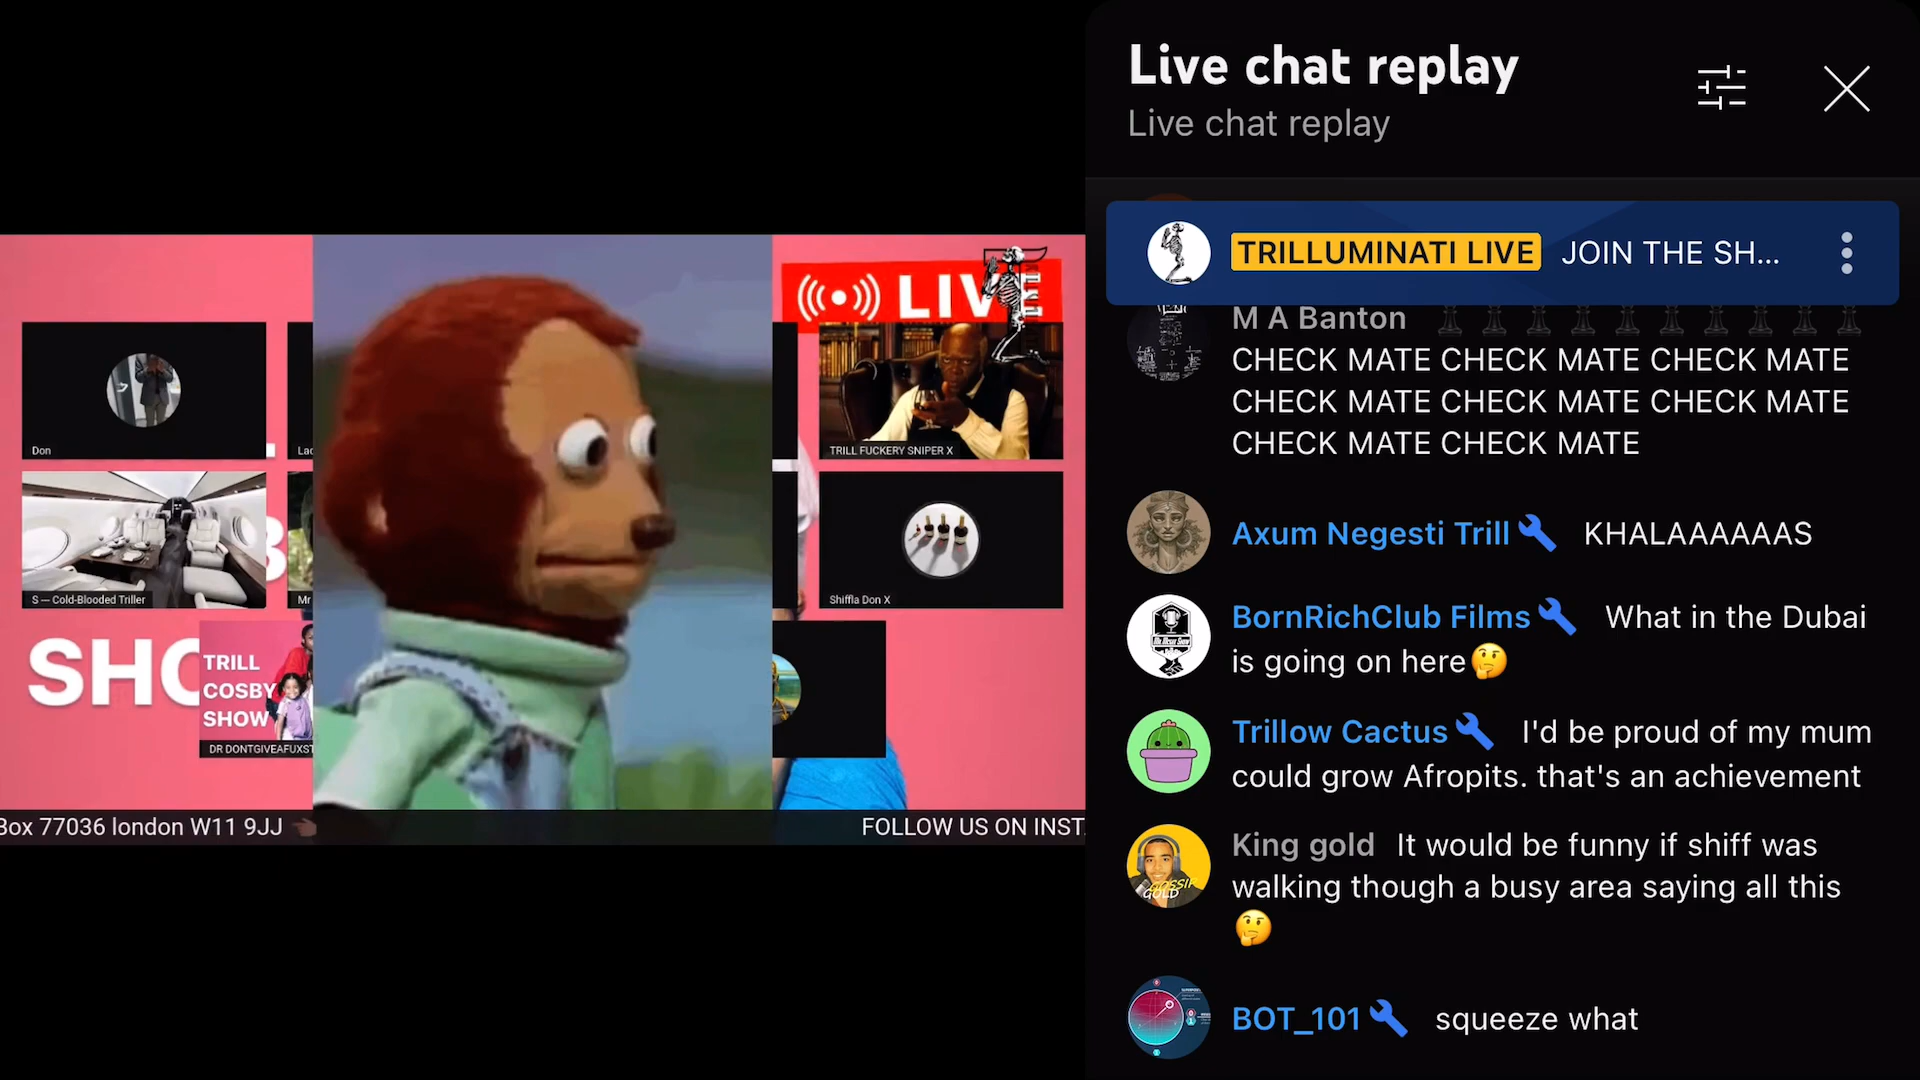 LIVE
Don
Lac
TRILL FUCKERY SNIPER X
S — Cold-Blooded Triller
Mr
Shiffla Don X
SHO
TRILL
COSBY
SHOW
DR DONTGIVEAFUXST
Box 77036 london W11 9JJ
FOLLOW US ON INST
Live chat replay
Live chat replay
TRILLUMINATI LIVE JOIN THE SH...
M A Banton
CHECK MATE CHECK MATE CHECK MATE
CHECK MATE CHECK MATE CHECK MATE
CHECK MATE CHECK MATE
Axum Negesti Trill KHALAAAAAAS
BornRichClub Films What in the Dubai
is going on here🤔
Trillow Cactus I'd be proud of my mum
could grow Afropits. that's an achievement
King gold It would be funny if shiff was
walking though a busy area saying all this
🤔
GOSSIP
GOLD
BOT_101 squeeze what